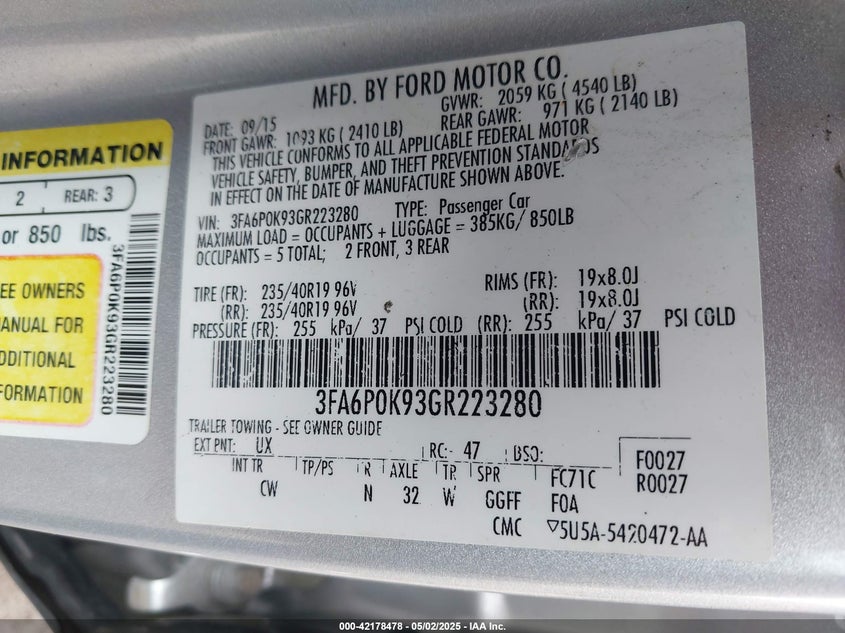 INFORMATION
2 REAR: 3
or 850 lbs.
EE OWNERS
MANUAL FOR
ADDITIONAL
FORMATION
3FA6P0K93GR223280
MFD. BY FORD MOTOR CO.
DATE: 09/15 GVWR: 2059 KG ( 4540 LB)
FRONT GAWR: 1093 KG ( 2410 LB) REAR GAWR: 971 KG ( 2140 LB)
THIS VEHICLE CONFORMS TO ALL APPLICABLE FEDERAL MOTOR
VEHICLE SAFETY, BUMPER, AND THEFT PREVENTION STANDARDS
IN EFFECT ON THE DATE OF MANUFACTURE SHOWN ABOVE.
VIN: 3FA6P0K93GR223280 TYPE: Passenger Car
MAXIMUM LOAD = OCCUPANTS + LUGGAGE = 385KG/ 850LB
OCCUPANTS = 5 TOTAL; 2 FRONT, 3 REAR
TIRE (FR): 235/40R19 96V RIMS (FR): 19x8.0J
(RR): 235/40R19 96V (RR): 19x8.0J
PRESSURE (FR): 255 kPa/ 37 PSI COLD (RR): 255 kPa/ 37 PSI COLD
3FA6P0K93GR223280
TRAILER TOWING - SEE OWNER GUIDE
EXT PNT: UX RC: 47 DSO: F0027
INT TR TP/PS R AXLE TR SPR FC71C R0027
CW N 32 W GGFF F0A
CMC ▽5U5A-5420472-AA
000-42178478 - 05/02/2025 - IAA Inc.